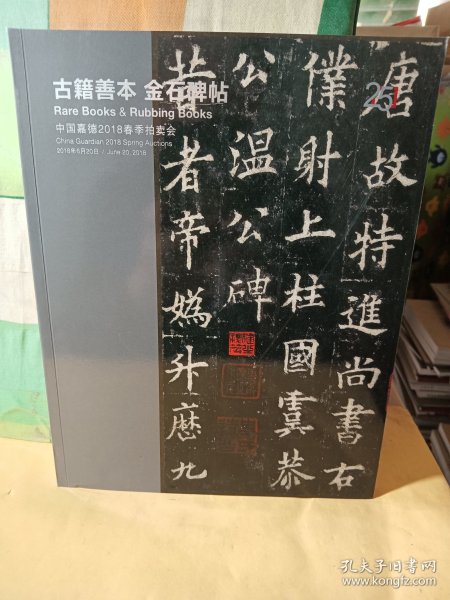 古籍善本 金石碑帖
Rare Books & Rubbing Books
中国嘉德2018春季拍卖会
China Guardian 2018 Spring Auctions
2018年6月20日 / June 20, 2018
唐故特進尚書右
僕射上柱國虞恭
公温公碑
昔者帝媯升歷九
孔夫子旧书网
www.kongfz.com